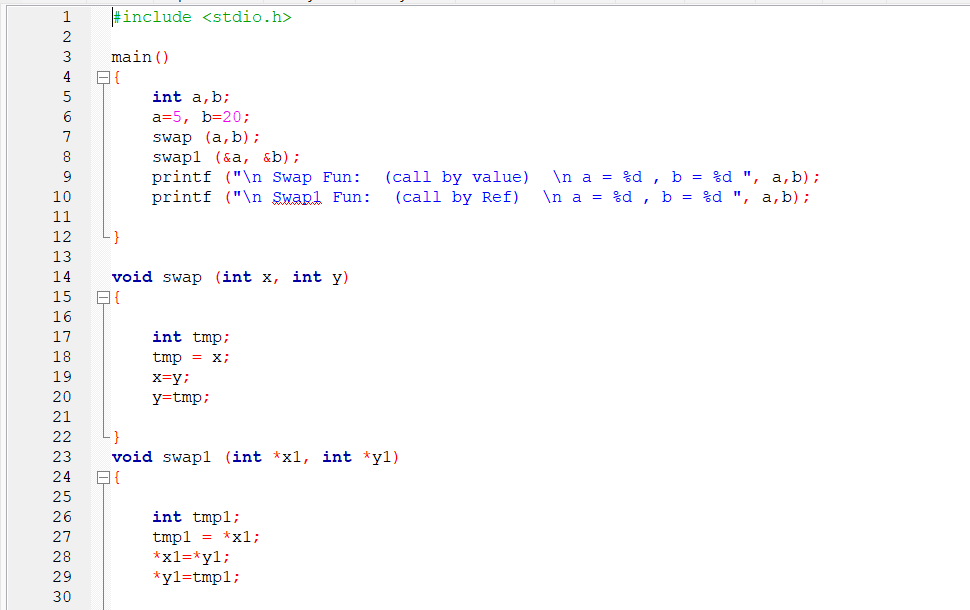 1 #include <stdio.h>
2
3 main()
4 {
5 int a,b;
6 a=5, b=20;
7 swap (a,b);
8 swap1 (&a, &b);
9 printf ("\n Swap Fun:  (call by value)  \n a = %d , b = %d ", a,b);
10 printf ("\n Swap1 Fun:  (call by Ref)  \n a = %d , b = %d ", a,b);
11
12 }
13
14 void swap (int x, int y)
15 {
16
17 int tmp;
18 tmp = x;
19 x=y;
20 y=tmp;
21
22 }
23 void swap1 (int *x1, int *y1)
24 {
25
26 int tmp1;
27 tmp1 = *x1;
28 *x1=*y1;
29 *y1=tmp1;
30